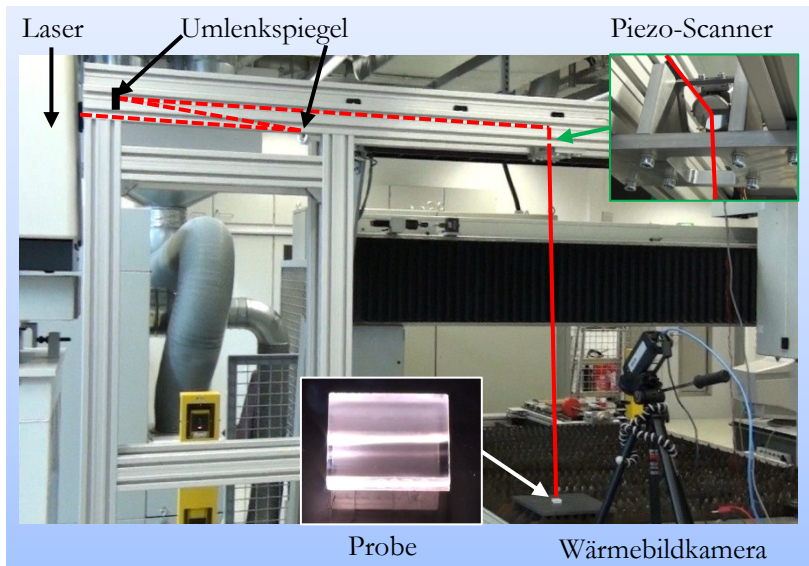 Laser
Umlenkspiegel
Piezo-Scanner
Probe
Wärmebildkamera